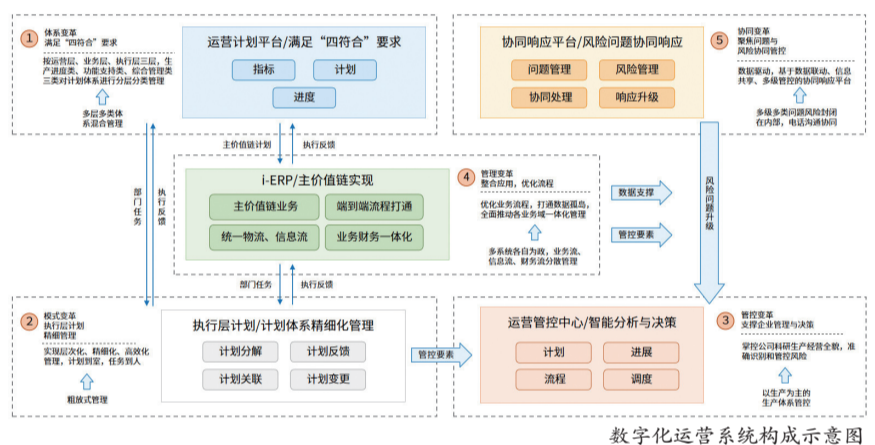 1
体系变革
满足“四符合”要求
按运营层、业务层、执行层三层，生
产进度类、功能支持类、综合管理类
三类对计划体系进行分层分类管理
多层多类体
系混合管理
运营计划平台/满足“四符合”要求
指标
计划
进度
协同响应平台/风险问题协同响应
问题管理
风险管理
协同处理
响应升级
5
协同变革
聚焦问题与
风险协同管控
数据驱动，基于数据联动、信息
共享、多级管控的协同响应平台
多级多类问题风险封闭
在内部，电话沟通协同
主价值链计划
执行反馈
部门任务
执行反馈
i-ERP/主价值链实现
主价值链业务
端到端流程打通
统一物流、信息流
业务财务一体化
4
管理变革
整合应用，优化流程
优化业务流程，打通数据孤岛，
全面推动各业务域一体化管理
多系统各自为政，业务流、
信息流、财务流分散管理
数据支撑
管控要素
风险问题升级
部门任务
执行反馈
2
模式变革
执行层计划
精细管理
实现层次化、精细化、高效化
管理，计划到室，任务到人
粗放式管理
执行层计划/计划体系精细化管理
计划分解
计划反馈
计划关联
计划变更
管控要素
运营管控中心/智能分析与决策
计划
进展
流程
调度
3
管控变革
支撑企业管理与决策
掌控公司科研生产经营全貌，准
确识别和管控风险
以生产为主的
生产体系管控
数字化运营系统构成示意图